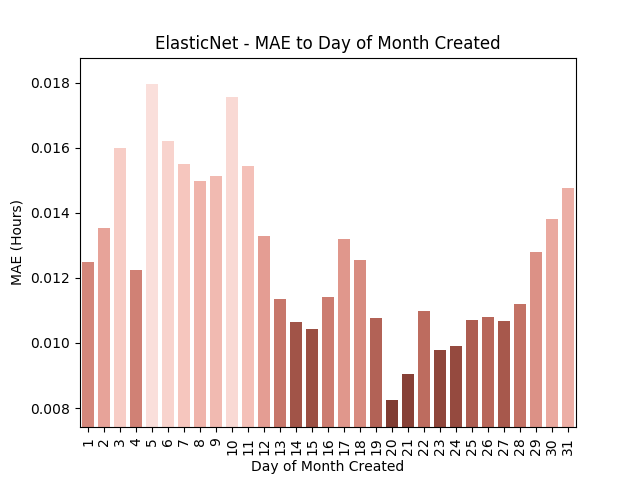 ElasticNet - MAE to Day of Month Created
MAE (Hours)
0.018
0.016
0.014
0.012
0.010
0.008
1 2 3 4 5 6 7 8 9 10 11 12 13 14 15 16 17 18 19 20 21 22 23 24 25 26 27 28 29 30 31
Day of Month Created